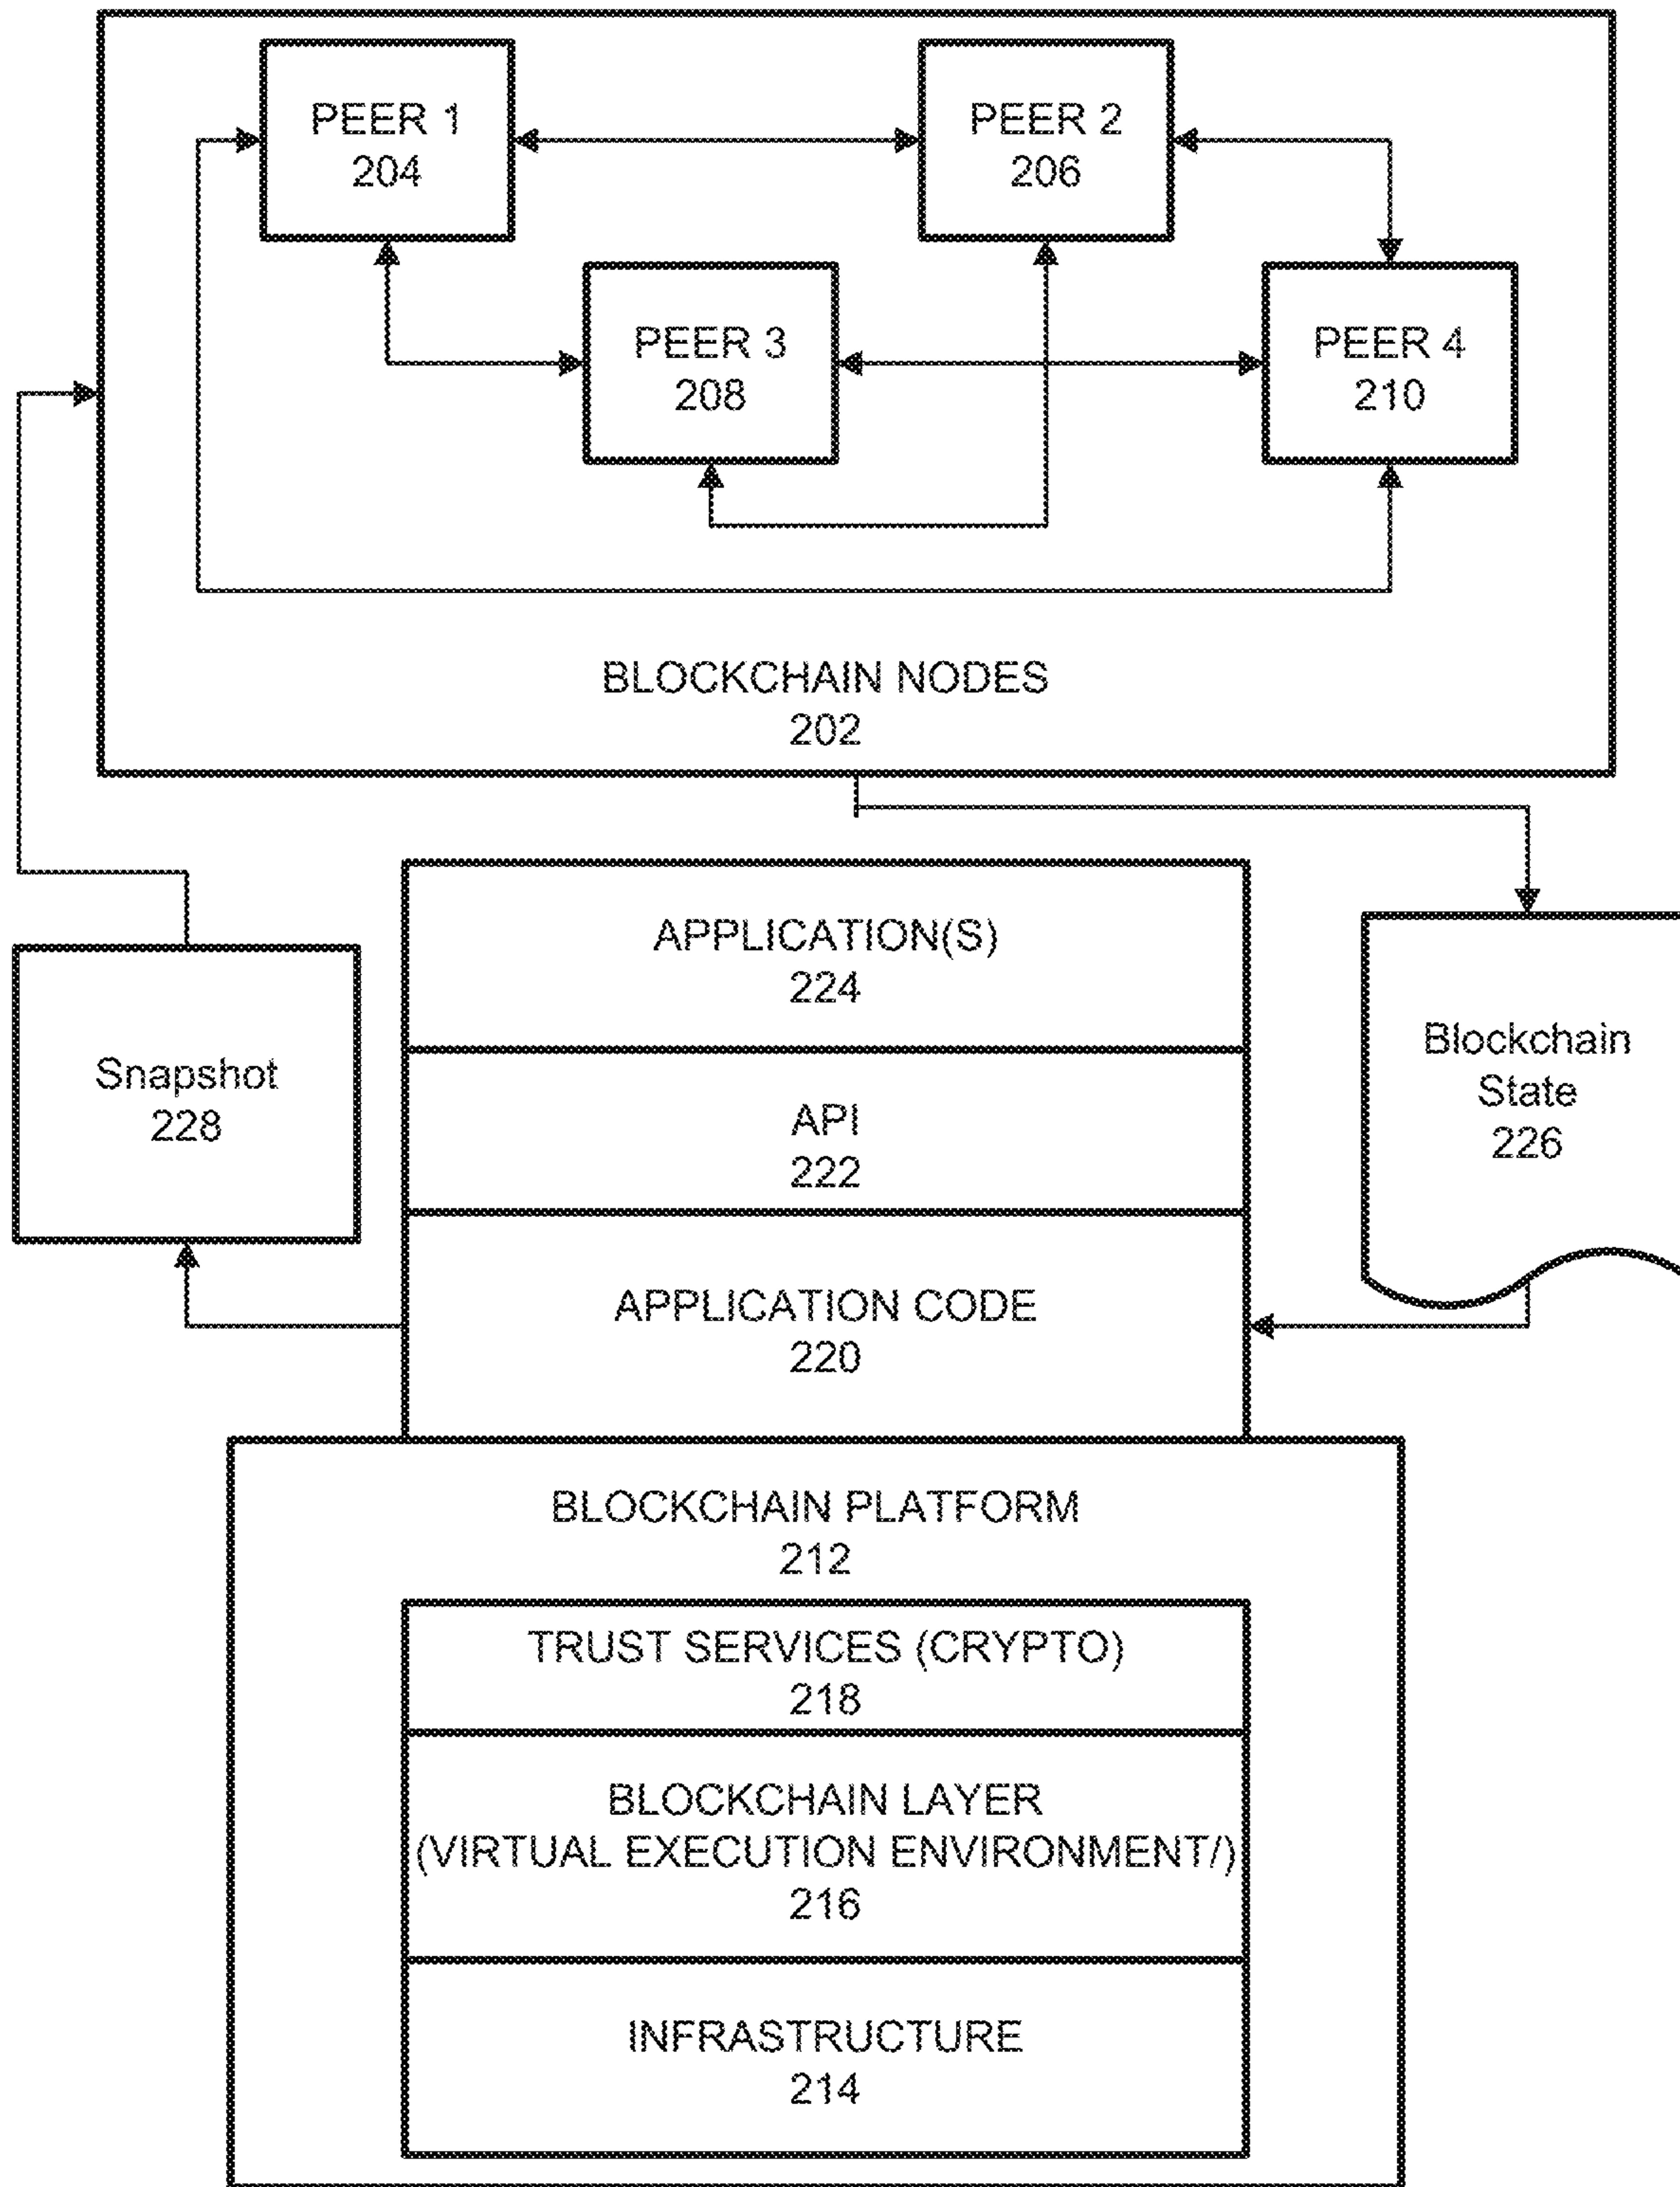 PEER 1
204
PEER 2
206
PEER 3
208
PEER 4
210
BLOCKCHAIN NODES
202
APPLICATION(S)
224
Snapshot
228
API
222
Blockchain
State
226
APPLICATION CODE
220
BLOCKCHAIN PLATFORM
212
TRUST SERVICES (CRYPTO)
218
BLOCKCHAIN LAYER
(VIRTUAL EXECUTION ENVIRONMENT/)
216
INFRASTRUCTURE
214